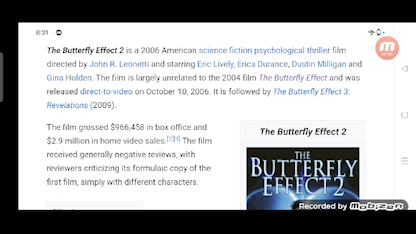 8:31
The Butterfly Effect 2 is a 2006 American science fiction psychological thriller film
directed by John R. Leonetti and starring Eric Lively, Erica Durance, Dustin Milligan and
Gina Holden. The film is largely unrelated to the 2004 film The Butterfly Effect and was
released direct-to-video on October 10, 2006. It is followed by The Butterfly Effect 3:
Revelations (2009).
The film grossed $966,458 in box office and
$2.9 million in home video sales.[2][3] The film
received generally negative reviews, with
reviewers criticizing its formulaic copy of the
first film, simply with different characters.
The Butterfly Effect 2
THE
BUTTERFLY
EFFECT 2
Recorded by Mobizen